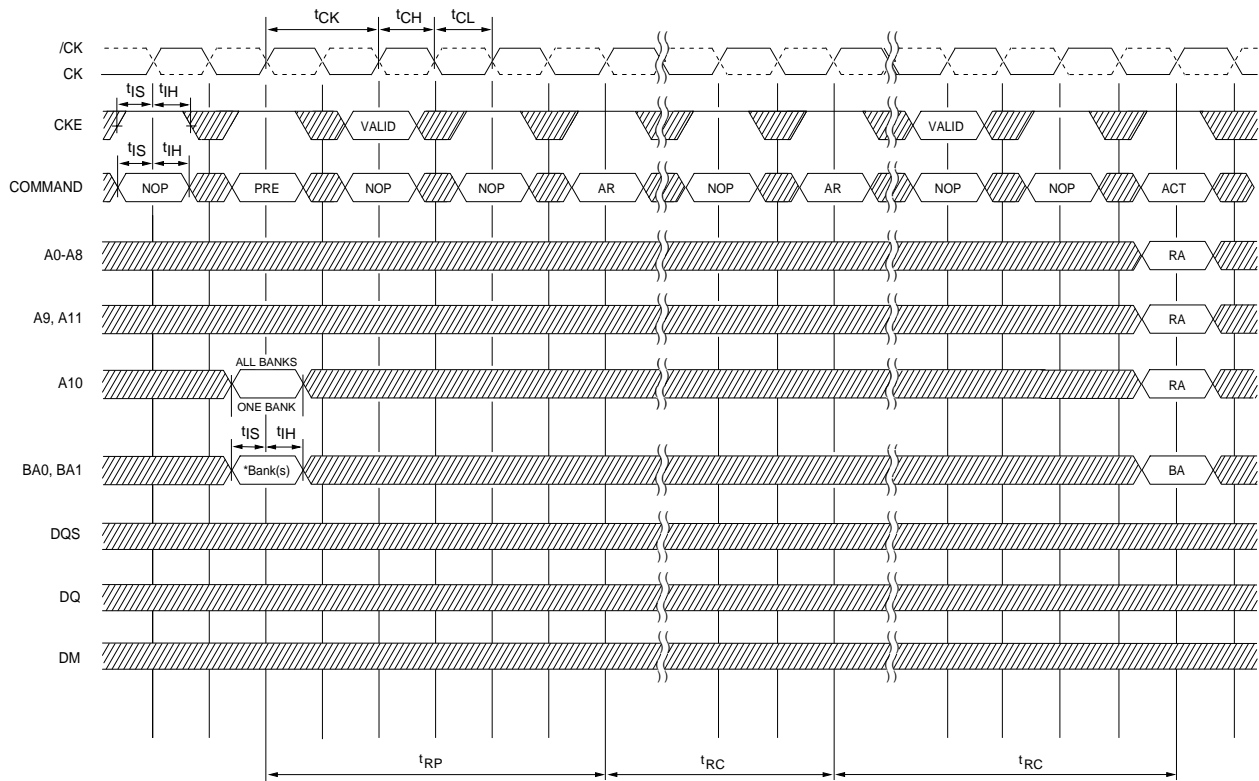 tCK tCH tCL
/CK
CK
tIS tIH
CKE VALID VALID
tIS tIH
COMMAND NOP PRE NOP NOP AR NOP AR NOP NOP ACT
A0-A8 RA
A9, A11 RA
ALL BANKS
A10 RA
ONE BANK
tIS tIH
BA0, BA1 *Bank(s) BA
DQS
DQ
DM
tRP tRC tRC